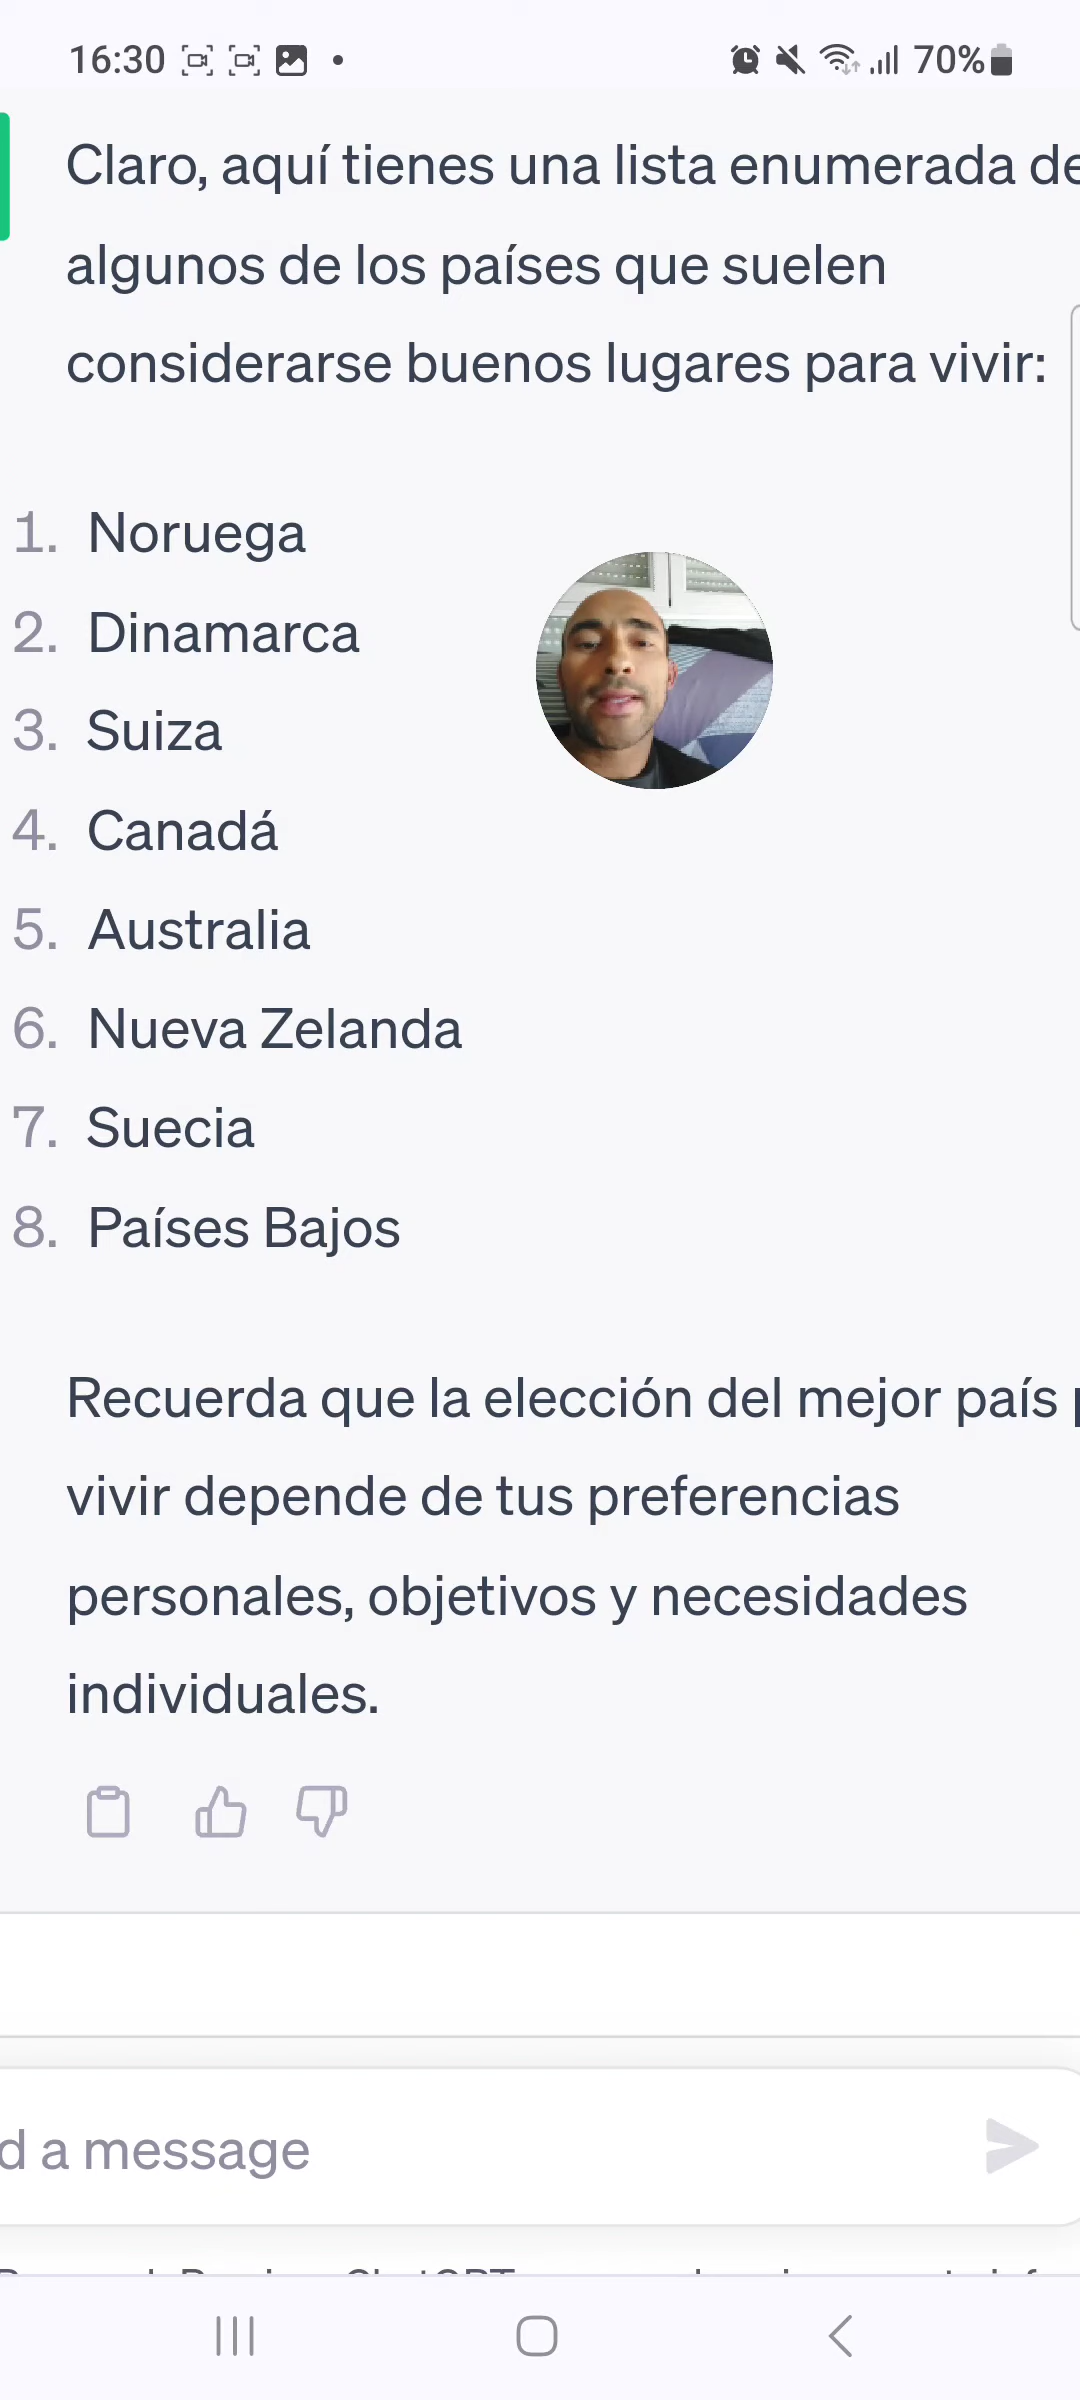 16:30
70%
Claro, aquí tienes una lista enumerada de
algunos de los países que suelen
considerarse buenos lugares para vivir:
1. Noruega
2. Dinamarca
3. Suiza
4. Canadá
5. Australia
6. Nueva Zelanda
7. Suecia
8. Países Bajos
Recuerda que la elección del mejor país
vivir depende de tus preferencias
personales, objetivos y necesidades
individuales.
d a message